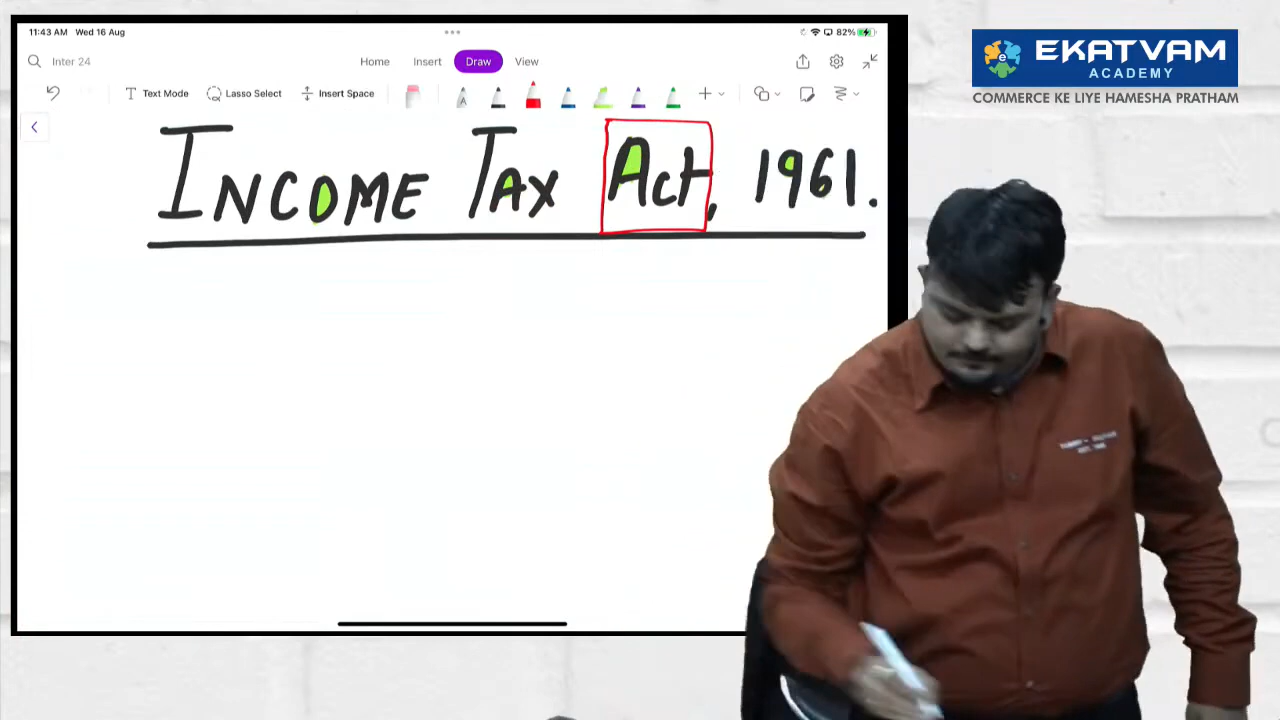 11:43 AM Wed 16 Aug
82%
Inter 24
Home Insert Draw View
Text Mode Lasso Select Insert Space
INCOME TAX Act, 1961.
EKATVAM
ACADEMY
COMMERCE KE LIYE HAMESHA PRATHAM